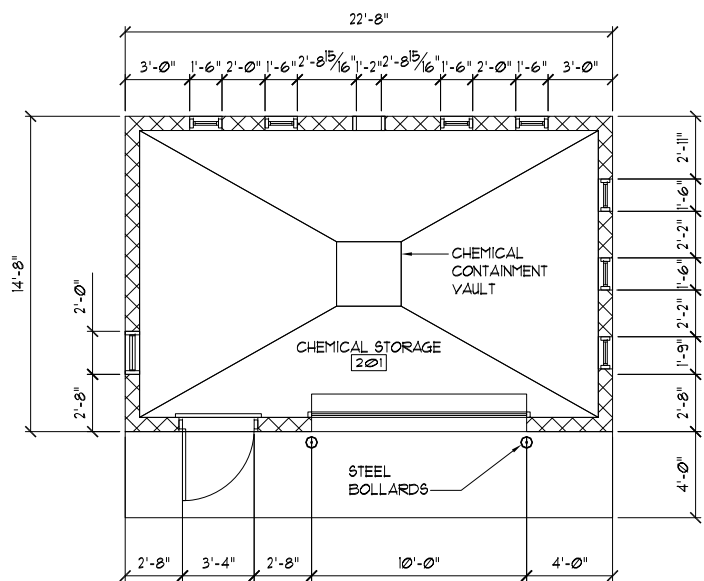 22'-8"
3'-0" 1'-6" 2'-0" 1'-6" 2'-8 15/16" 1'-2" 2'-8 15/16" 1'-6" 2'-0" 1'-6" 3'-0"
2'-11"
1'-6"
2'-2"
1'-6"
2'-2"
1'-9"
2'-8"
4'-0"
14'-8"
2'-0"
2'-8"
CHEMICAL
CONTAINMENT
VAULT
CHEMICAL STORAGE
201
STEEL
BOLLARDS
2'-8" 3'-4" 2'-8" 10'-0" 4'-0"